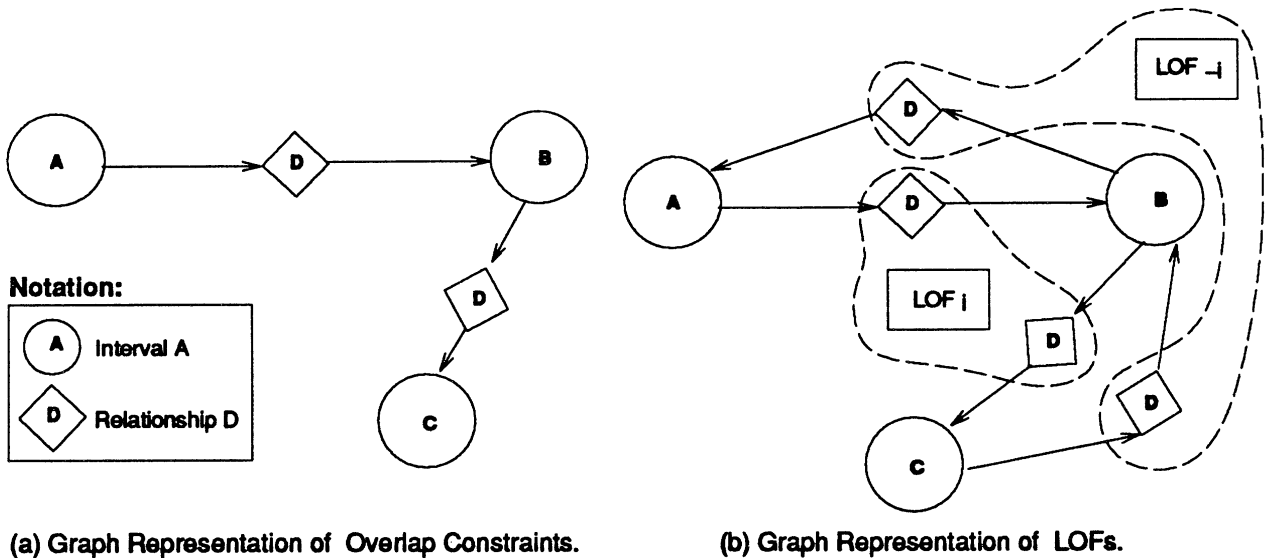 A
D
B
D
C
Notation:
A Interval A
D Relationship D
(a) Graph Representation of Overlap Constraints.
LOF –i
D
A
D
B
LOF i
D
D
C
(b) Graph Representation of LOFs.